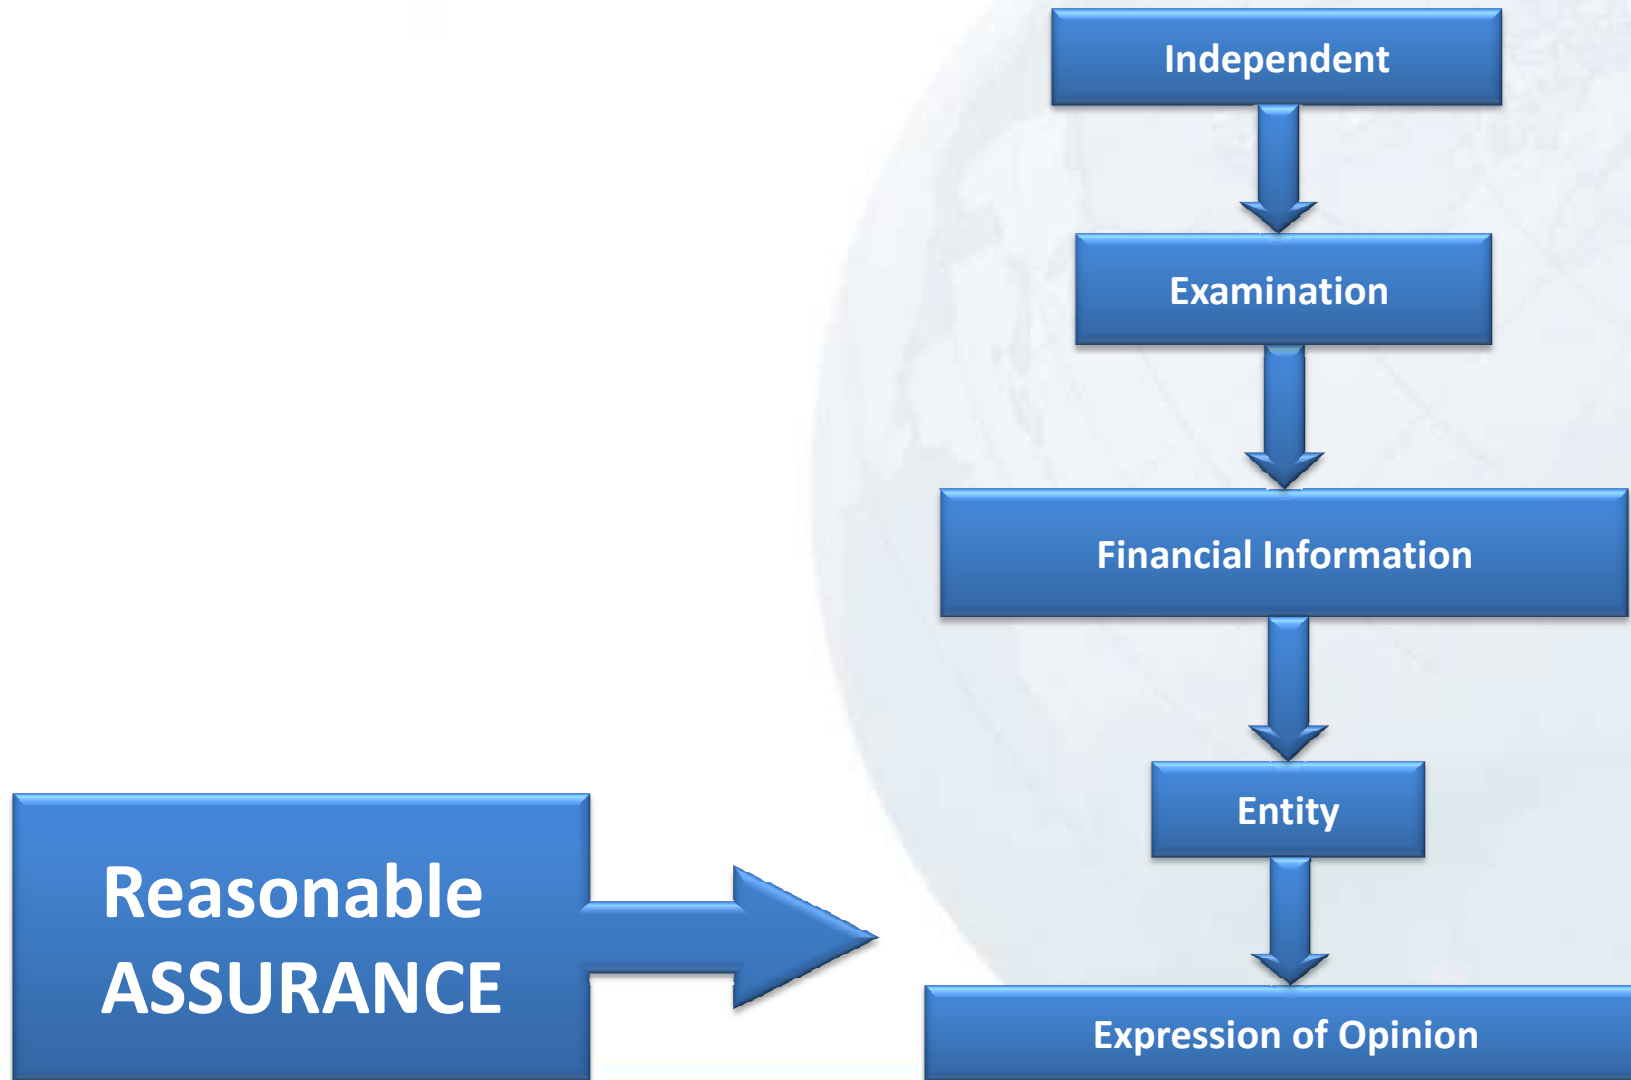 Independent
Examination
Financial Information
Entity
Reasonable
ASSURANCE
Expression of Opinion